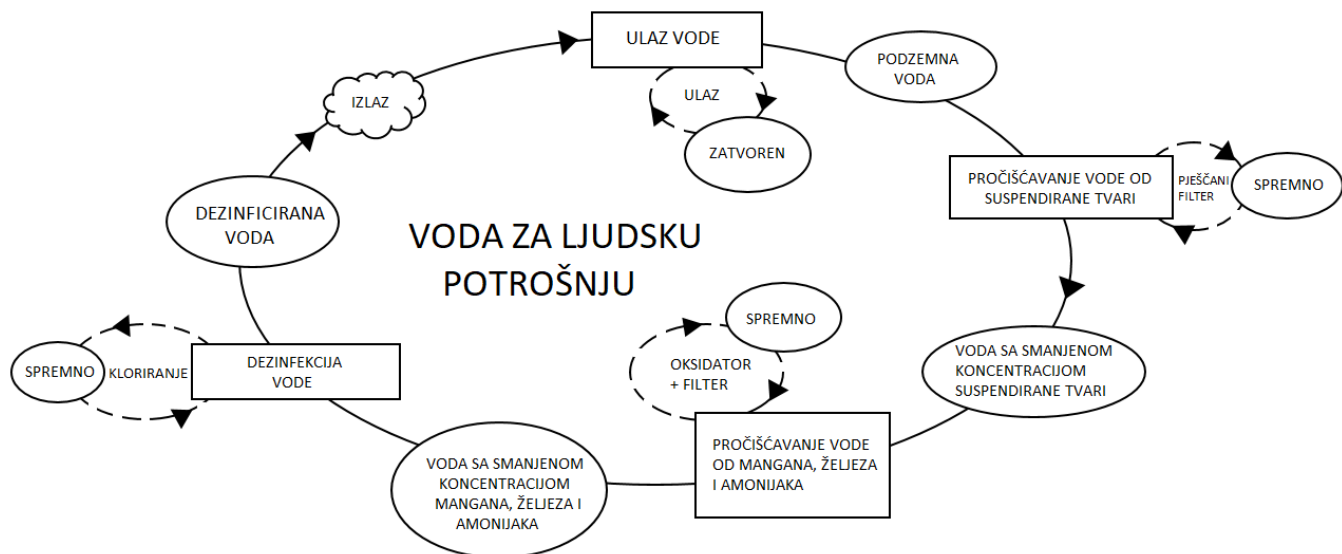 ULAZ VODE
PODZEMNA
VODA
IZLAZ
ULAZ
ZATVOREN
PROČIŠĆAVANJE VODE OD
SUSPENDIRANE TVARI
PJEŠČANI
FILTER
SPREMNO
DEZINFICIRANA
VODA
VODA ZA LJUDSKU
POTROŠNJU
SPREMNO
OKSIDATOR
+ FILTER
VODA SA SMANJENOM
KONCENTRACIJOM
SUSPENDIRANE TVARI
SPREMNO
KLORIRANJE
DEZINFEKCIJA
VODE
PROČIŠĆAVANJE VODE
OD MANGANA, ŽELJEZA
I AMONIJAKA
VODA SA SMANJENOM
KONCENTRACIJOM
MANGANA, ŽELJEZA I
AMONIJAKA